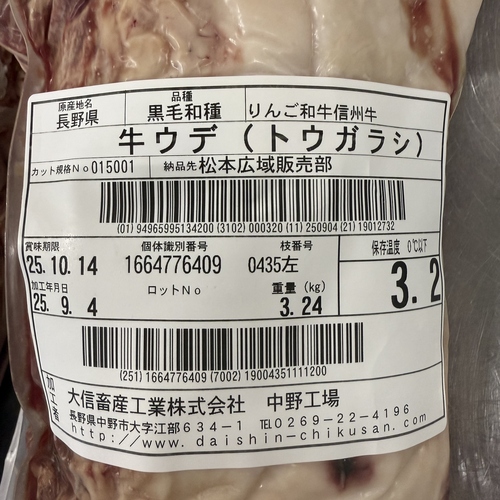 原産地名 品種
長野県 黒毛和種 りんご和牛信州牛
牛ウデ（トウガラシ）
カット規格No 015001 納品先 松本広域販売部
(01) 94965995134200 (3102) 000320 (11) 250904 (21) 19012732
賞味期限 個体識別番号 枝番号 保存温度 0℃以下
25.10.14 1664776409 0435左
加工年月日 ロットNo 重量(kg) 3.2
25.9.4 3.24
(251) 1664776409 (7002) 19004351111200
加工者 大信畜産工業株式会社 中野工場
長野県中野市大字江部634-1 TEL0269-22-4196
http://www.daishin-chikusan.com/